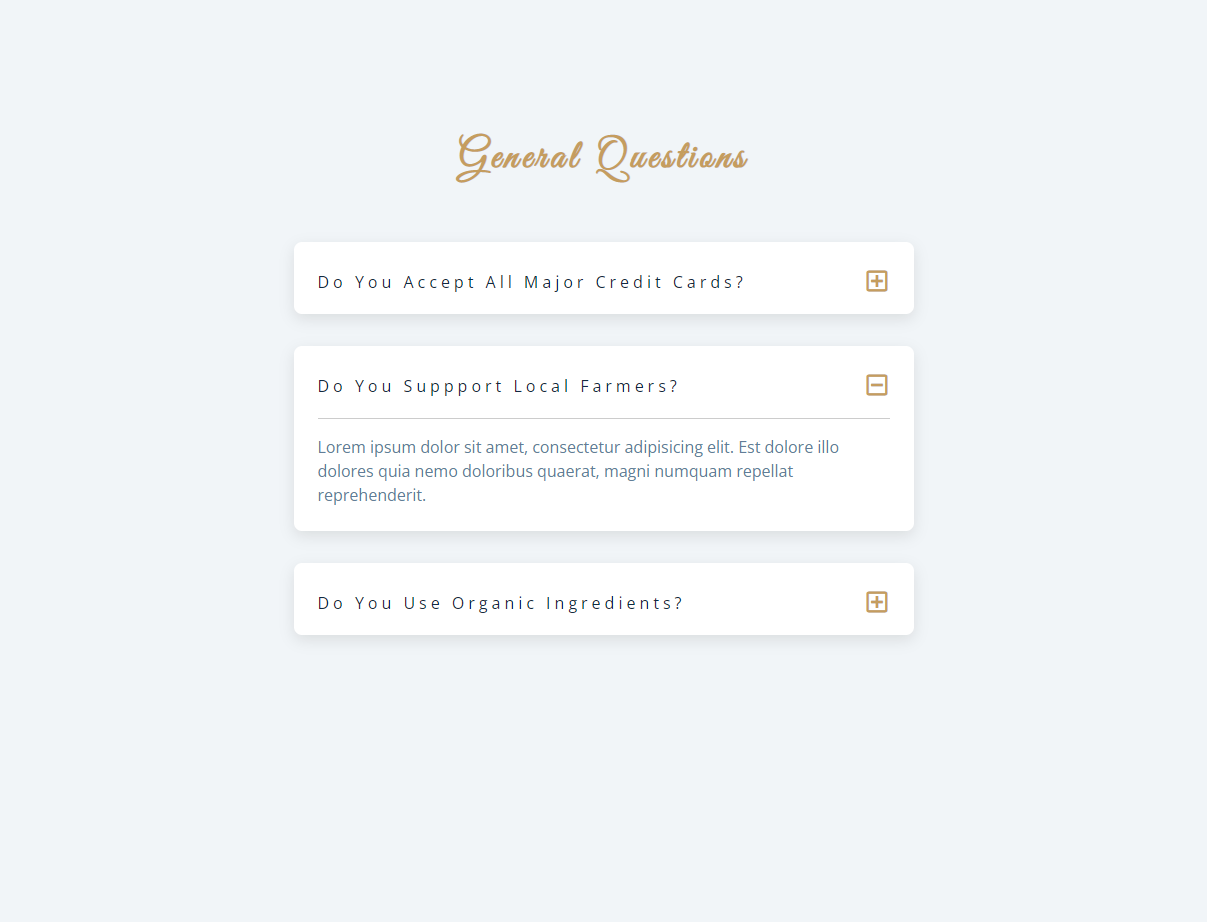 General Questions
Do You Accept All Major Credit Cards?
Do You Suppport Local Farmers?
Lorem ipsum dolor sit amet, consectetur adipisicing elit. Est dolore illo
dolores quia nemo doloribus quaerat, magni numquam repellat
reprehenderit.
Do You Use Organic Ingredients?